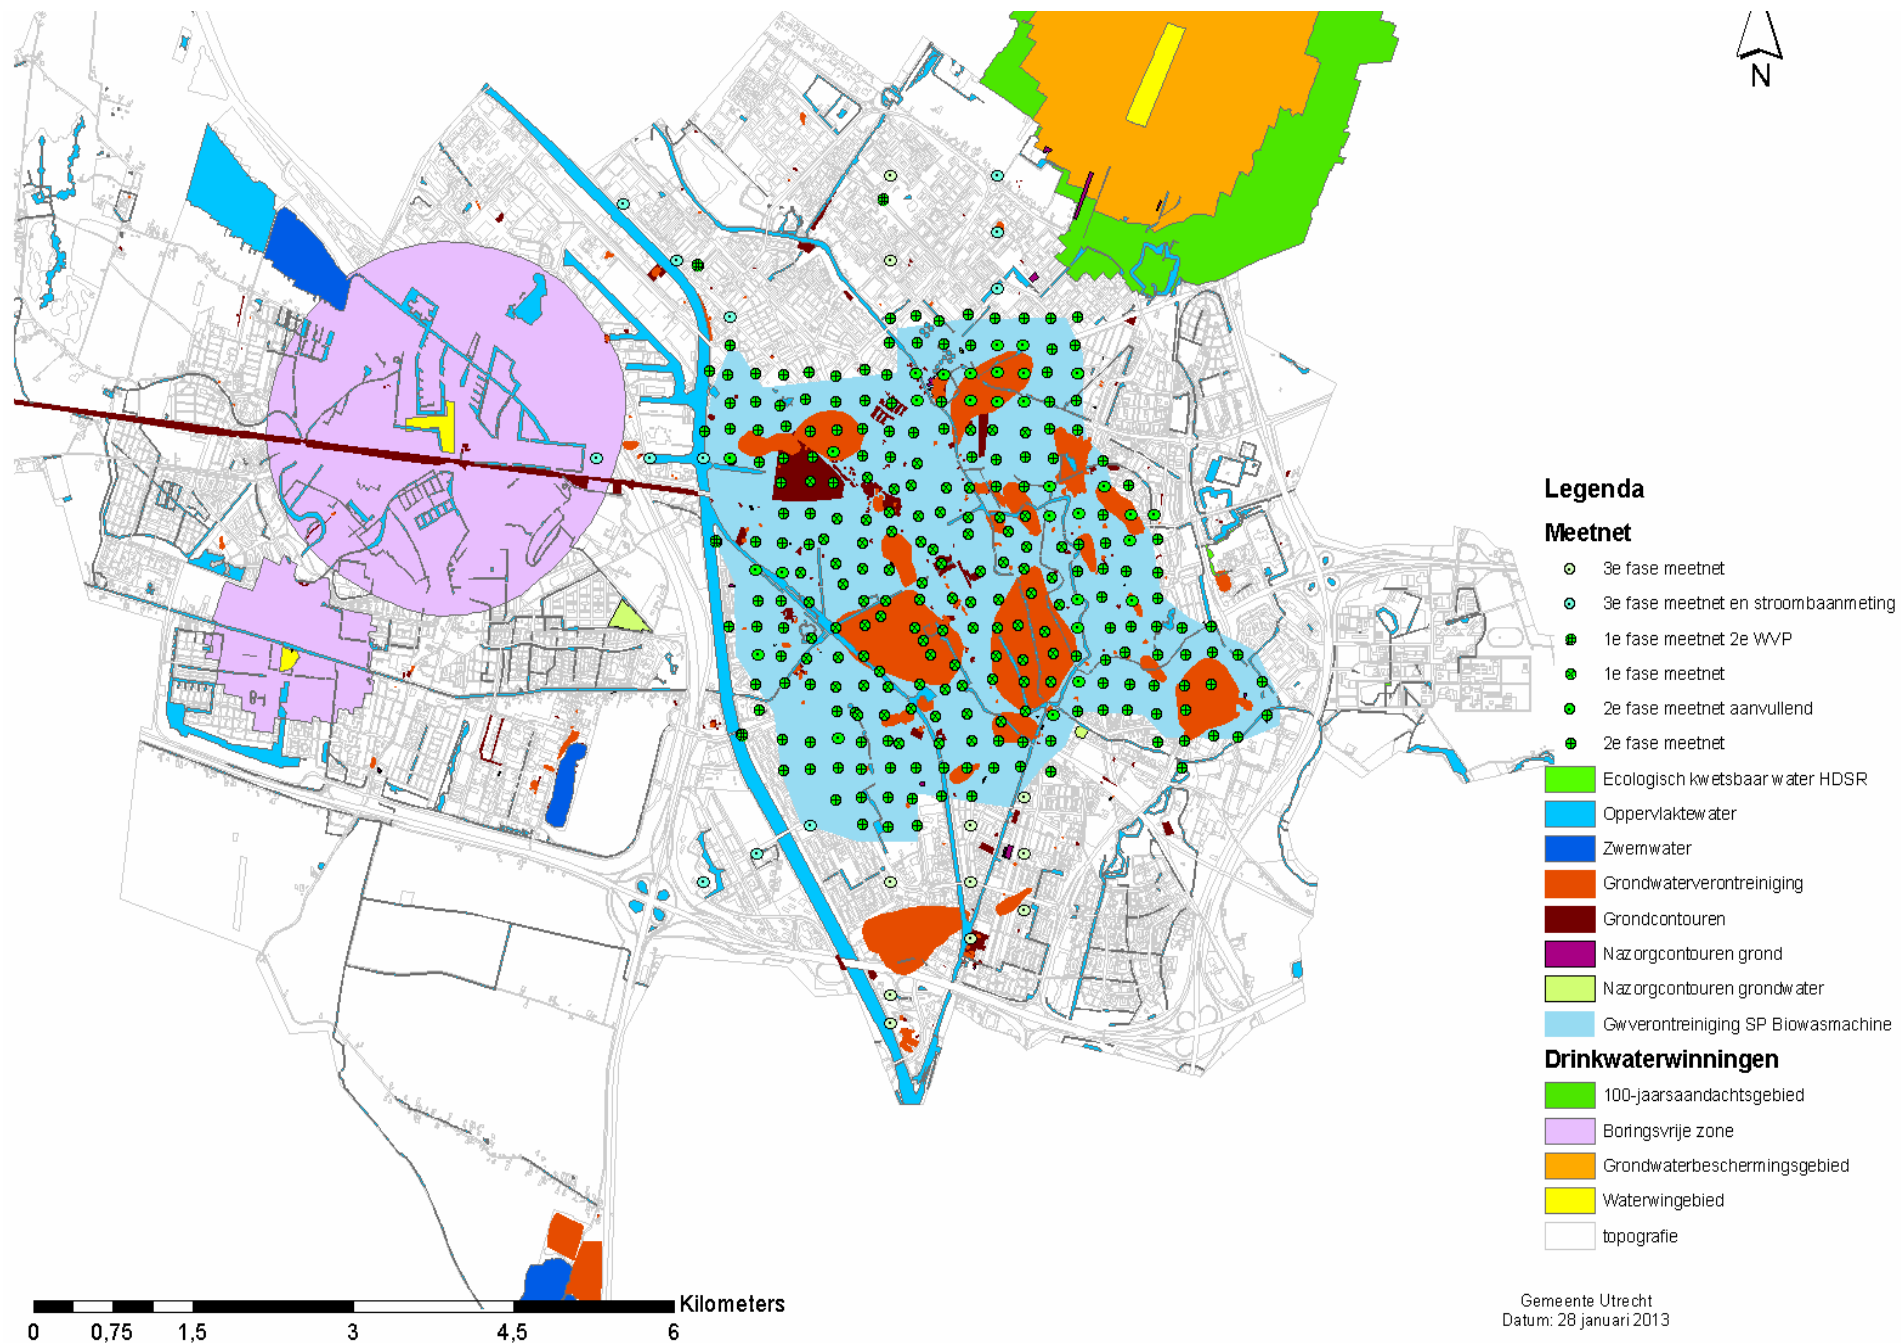 N
Legenda
Meetnet
3e fase meetnet
3e fase meetnet en stroombaanmeting
1e fase meetnet 2e WVP
1e fase meetnet
2e fase meetnet aanvullend
2e fase meetnet
Ecologisch kwetsbaar water HDSR
Oppervlaktewater
Zwemwater
Grondwaterverontreiniging
Grondcontouren
Nazorgcontouren grond
Nazorgcontouren grondwater
Gwverontreiniging SP Biowasmachine
Drinkwaterwinningen
100-jaarsaandachtsgebied
Boringsvrije zone
Grondwaterbeschermingsgebied
Waterwingebied
topografie
Kilometers
0 0,75 1,5 3 4,5 6
Gemeente Utrecht
Datum: 28 januari 2013